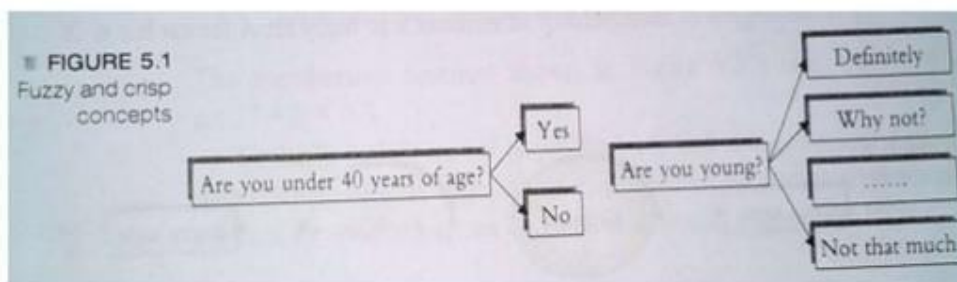 FIGURE 5.1
Fuzzy and crisp
concepts
Are you under 40 years of age?
Yes
No
Are you young?
Definitely
Why not?
......
Not that much